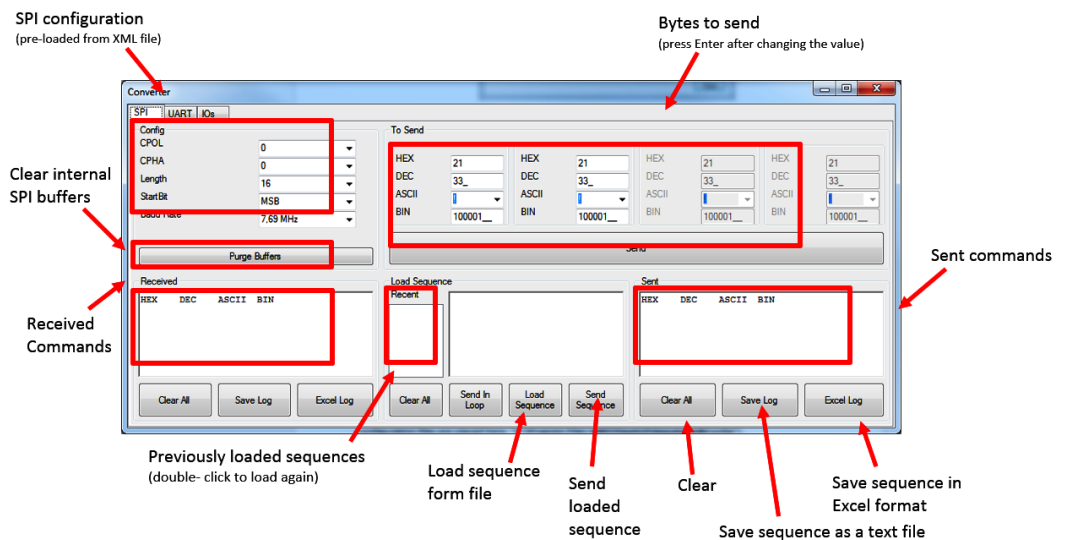 SPI configuration
(pre-loaded from XML file)
Bytes to send
(press Enter after changing the value)
Converter
SPI UART IOs
Config
CPOL 0
CPHA 0
Length 16
StartBit MSB
Baud Rate 7,69 MHz
Purge Buffers
To Send
HEX 21 HEX 21 HEX 21 HEX 21
DEC 33_ DEC 33_ DEC 33_ DEC 33_
ASCII ! ASCII ! ASCII ! ASCII !
BIN 100001__ BIN 100001__ BIN 100001__ BIN 100001__
Send
Clear internal
SPI buffers
Received
Commands
Sent commands
Received
HEX DEC ASCII BIN
Clear All Save Log Excel Log
Load Sequence
Recent
Clear All
Send In
Loop
Load
Sequence
Send
Sequence
Sent
HEX DEC ASCII BIN
Clear All Save Log Excel Log
Previously loaded sequences
(double- click to load again)
Load sequence
form file
Send
loaded
sequence
Clear
Save sequence as a text file
Save sequence in
Excel format